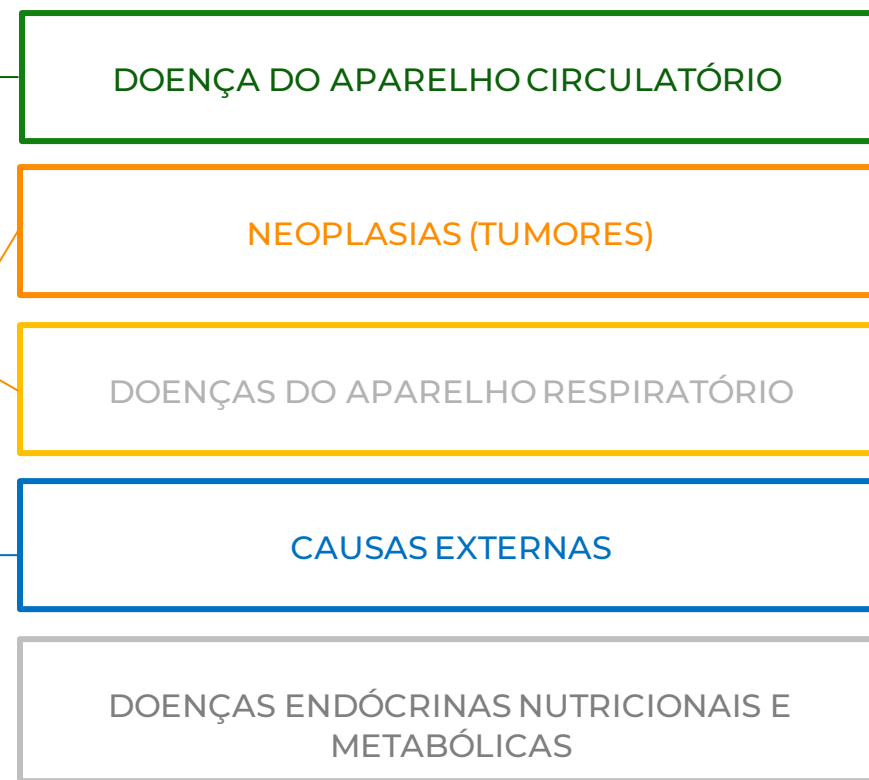 DOENÇA DO APARELHO CIRCULATÓRIO
NEOPLASIAS (TUMORES)
DOENÇAS DO APARELHO RESPIRATÓRIO
CAUSAS EXTERNAS
DOENÇAS ENDÓCRINAS NUTRICIONAIS E
METABÓLICAS